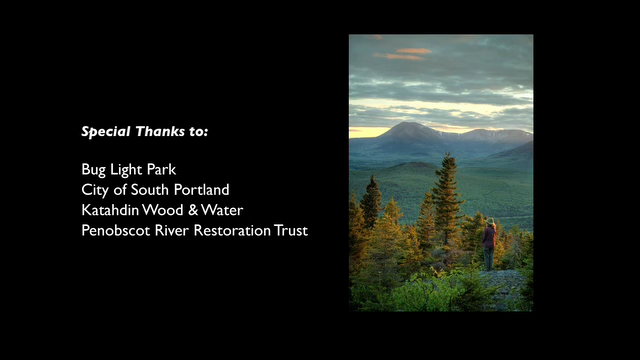 Special Thanks to:
Bug Light Park
City of South Portland
Katahdin Wood & Water
Penobscot River Restoration Trust